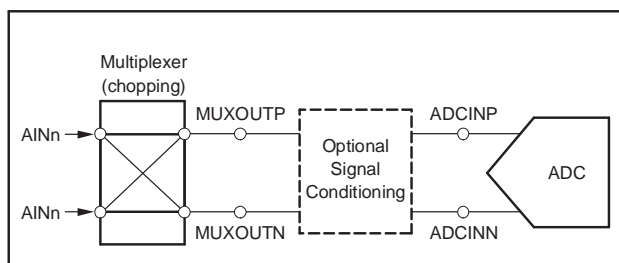 Multiplexer
(chopping)
MUXOUTP
ADCINP
AINn
Optional
Signal
Conditioning
ADC
AINn
MUXOUTN
ADCINN